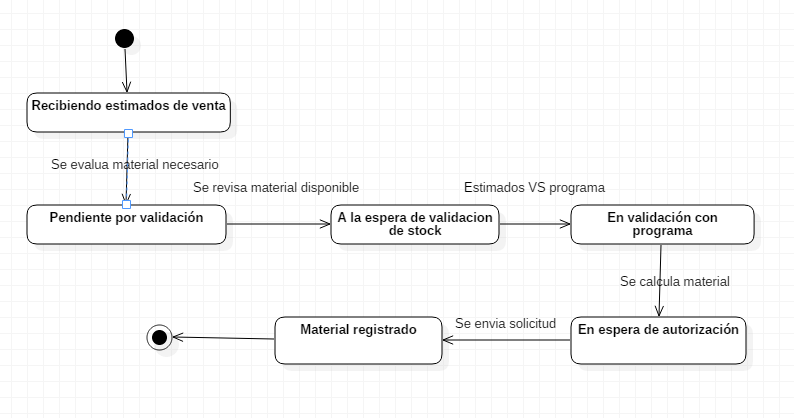 Recibiendo estimados de venta
Se evalua material necesario
Se revisa material disponible
Estimados VS programa
Pendiente por validación
A la espera de validacion
de stock
En validación con
programa
Se calcula material
Material registrado
Se envia solicitud
En espera de autorización